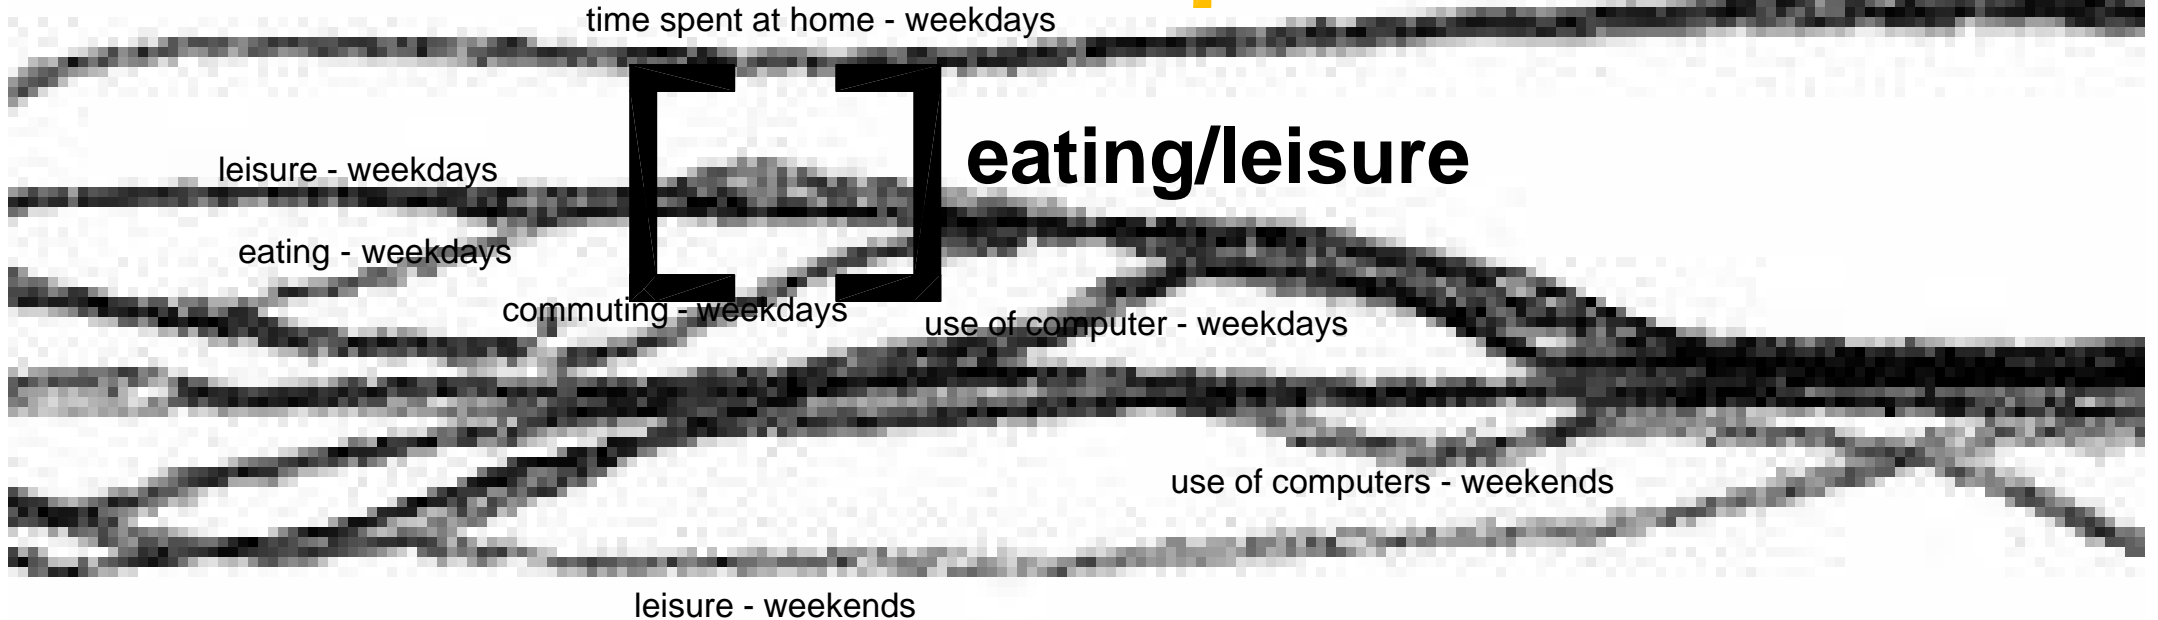 time spent at home - weekdays
eating/leisure
leisure - weekdays
eating - weekdays
commuting - weekdays
use of computer - weekdays
use of computers - weekends
leisure - weekends